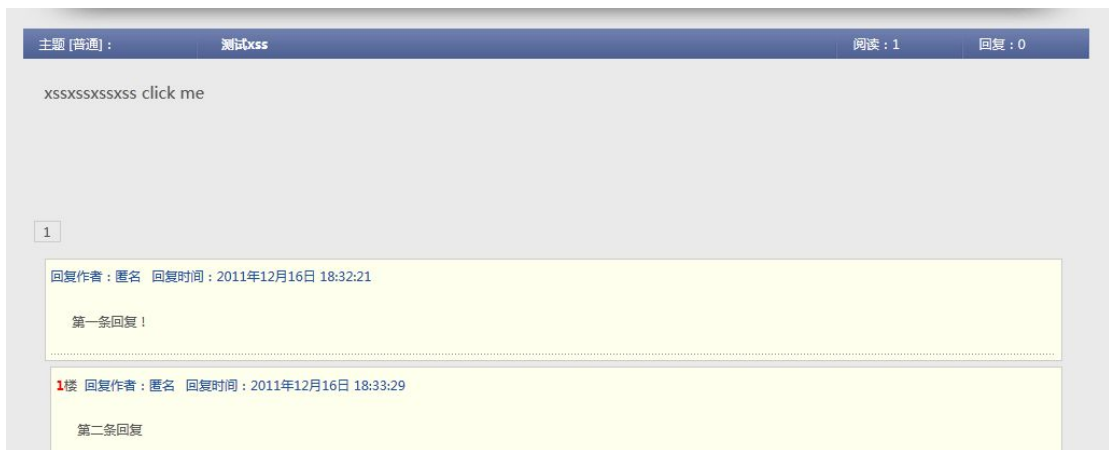 主题 [普通]： 测试xss 阅读：1 回复：0
xssxssxssxss click me
1
回复作者：匿名 回复时间：2011年12月16日 18:32:21
第一条回复！
1楼 回复作者：匿名 回复时间：2011年12月16日 18:33:29
第二条回复